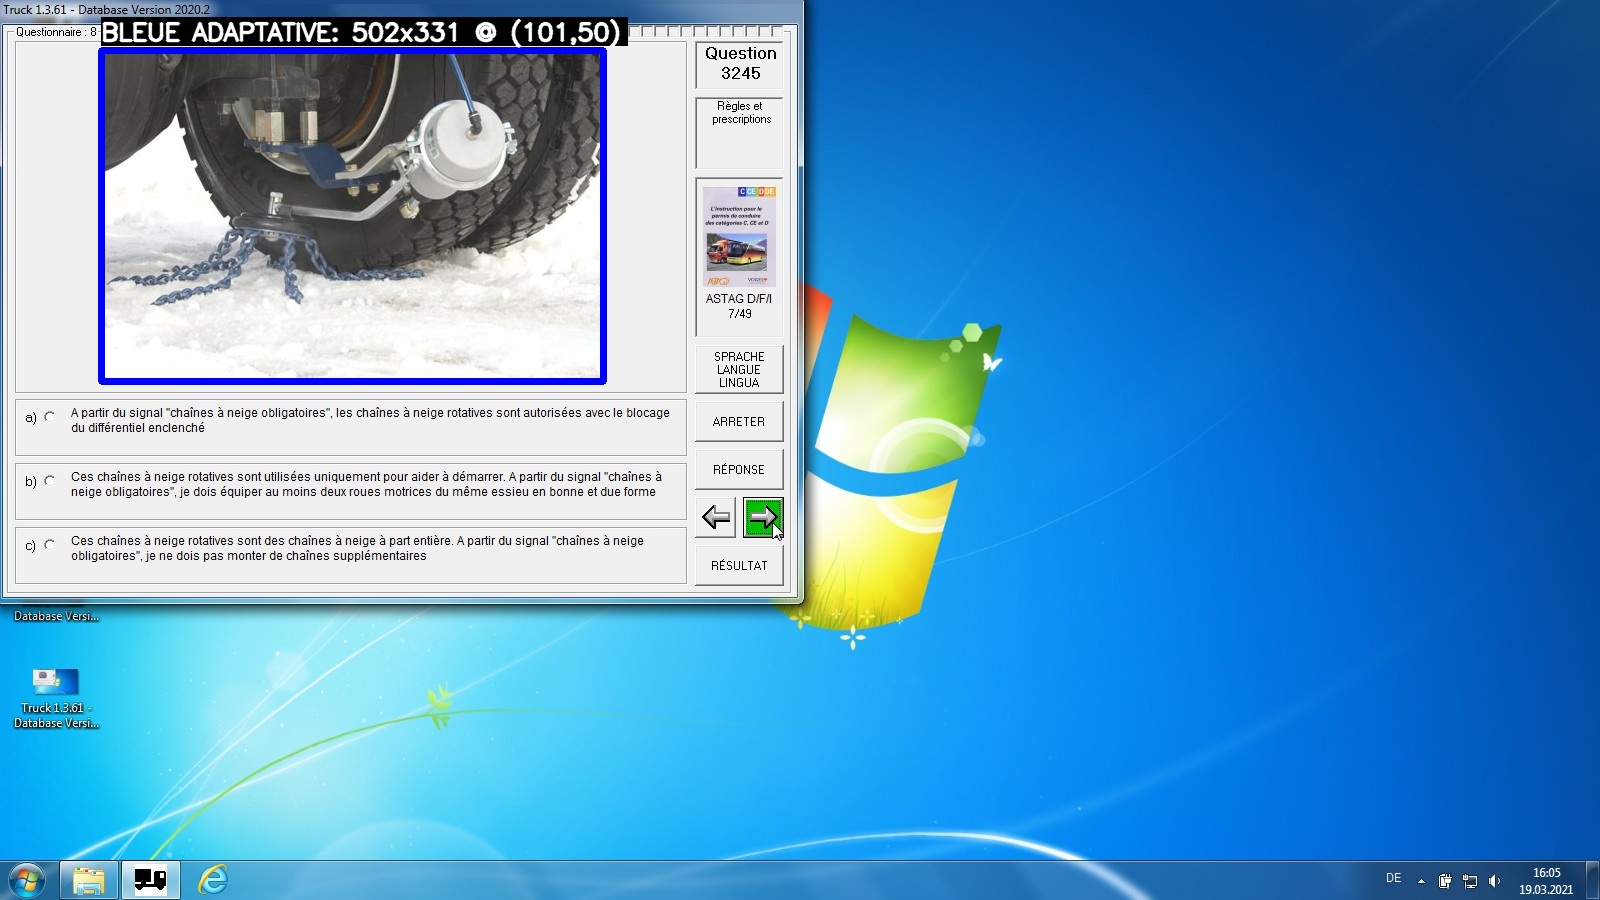 Truck 1.3.61 - Database Version 2020.2
Questionnaire : 8
BLEUE ADAPTATIVE: 502x331 @ (101,50)
Question
3245
Règles et
prescriptions
C CE D DE
L'instruction pour le
permis de conduire
des catégories C, CE et D
ASTAG D/F/I
7/49
SPRACHE
LANGUE
LINGUA
ARRETER
RÉPONSE
RÉSULTAT
a)
A partir du signal "chaînes à neige obligatoires", les chaînes à neige rotatives sont autorisées avec le blocage
du différentiel enclenché
b)
Ces chaînes à neige rotatives sont utilisées uniquement pour aider à démarrer. A partir du signal "chaînes à
neige obligatoires", je dois équiper au moins deux roues motrices du même essieu en bonne et due forme
c)
Ces chaînes à neige rotatives sont des chaînes à neige à part entière. A partir du signal "chaînes à neige
obligatoires", je ne dois pas monter de chaînes supplémentaires
Database Versi...
Truck 1.3.61 -
Database Versi...
DE
16:05
19.03.2021